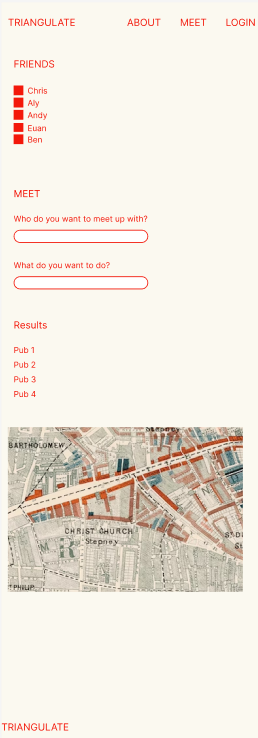 TRIANGULATE ABOUT MEET LOGIN
FRIENDS
Chris
Aly
Andy
Euan
Ben
MEET
Who do you want to meet up with?
What do you want to do?
Results
Pub 1
Pub 2
Pub 3
Pub 4
Stepney
BARTHOLOMEW
CHRIST CHURCH
Stepney
PHILIP
TRIANGULATE